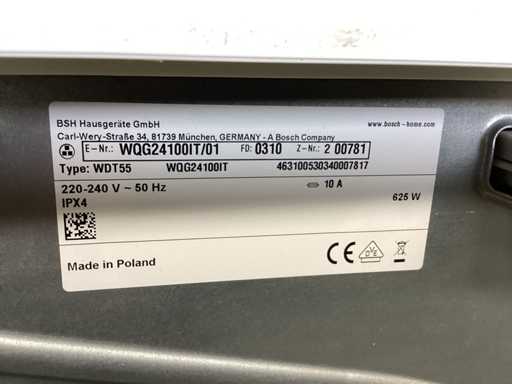 BSH Hausgeräte GmbH
www.bosch-home.com
Carl-Wery-Straße 34, 81739 München, GERMANY - A Bosch Company
E-Nr.: WQG24100IT/01 FD: 0310 Z-Nr.: 2 00781
Type: WDT55 WQG24100IT 463100530340007817
220-240 V ~ 50 Hz 10 A 625 W
IPX4
CE DVE
Made in Poland